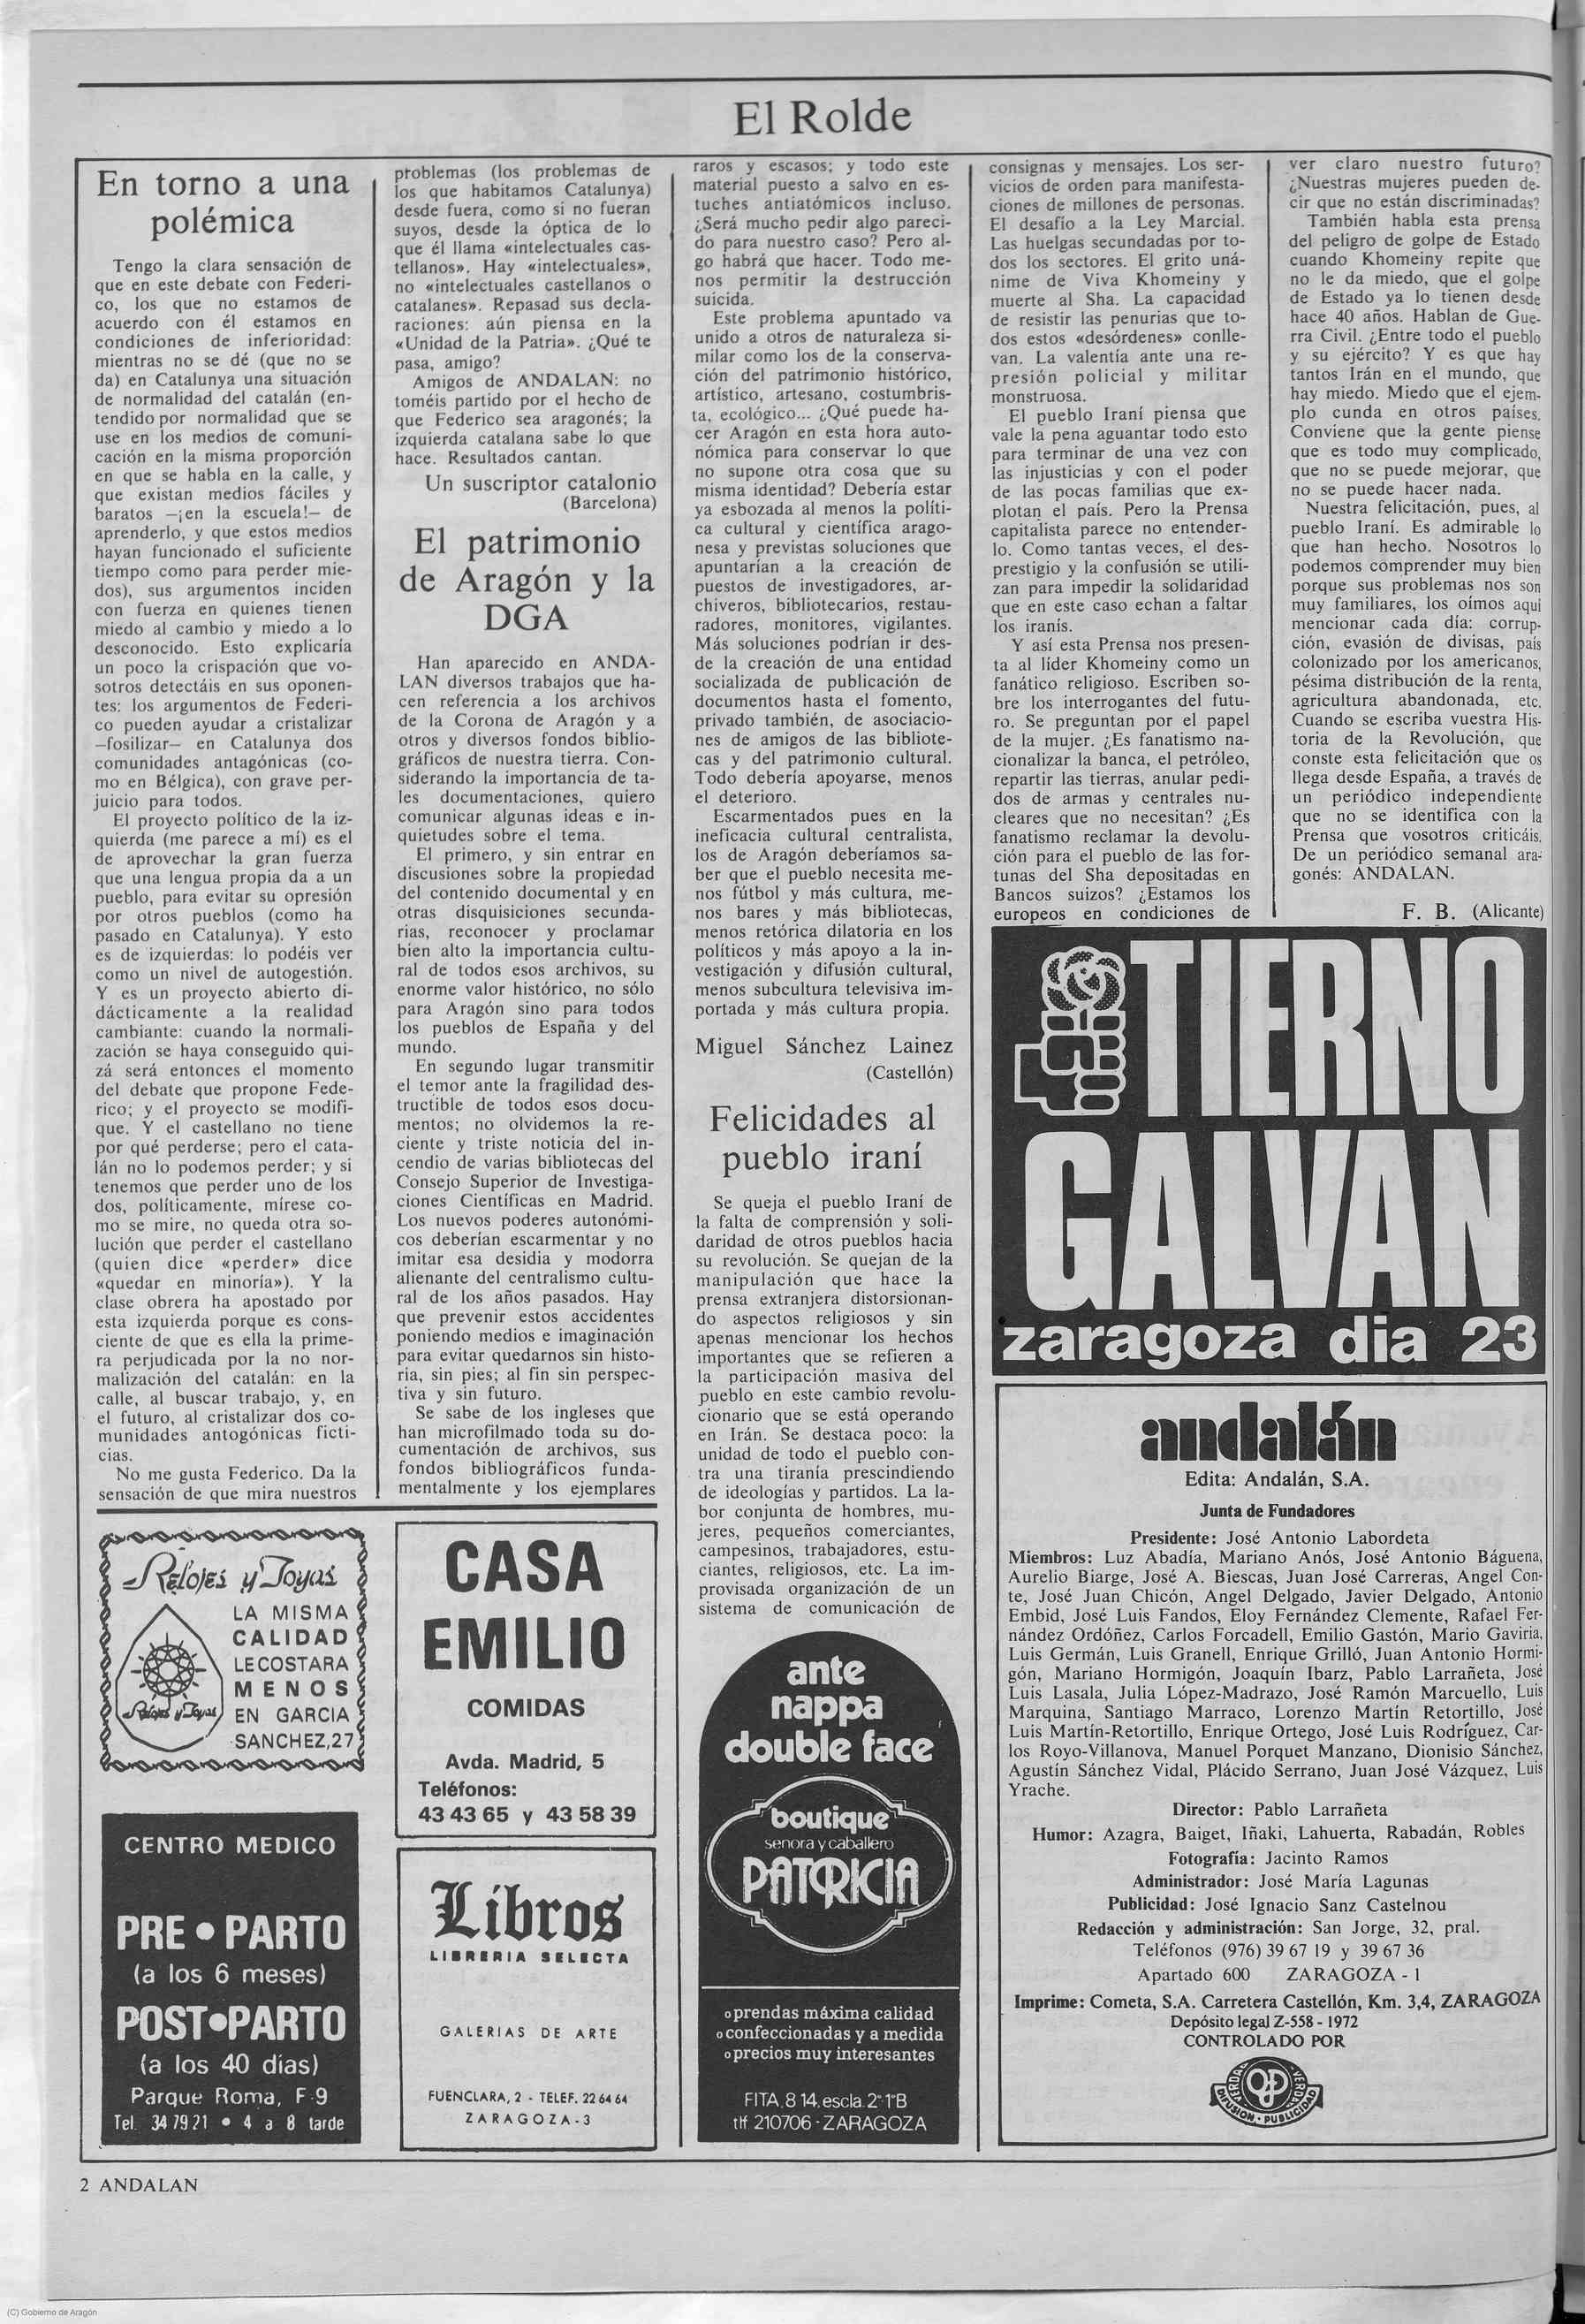 El Rolde
En torno a una
polémica
Tengo la clara sensación de
que en este debate con Federi-
co, los que no estamos de
acuerdo con él estamos en
condiciones de inferioridad:
mientras no se dé (que no se
da) en Catalunya una situación
de normalidad del catalán (en-
tendido por normalidad que se
use en los medios de comuni-
cación en la misma proporción
en que se habla en la calle, y
que existan medios fáciles y
baratos —¡en la escuela!— de
aprenderlo, y que estos medios
hayan funcionado el suficiente
tiempo como para perder mie-
dos), sus argumentos inciden
con fuerza en quienes tienen
miedo al cambio y miedo a lo
desconocido. Esto explicaría
un poco la crispación que vo-
sotros detectáis en sus oponen-
tes: los argumentos de Federi-
co pueden ayudar a cristalizar
—fosilizar— en Catalunya dos
comunidades antagónicas (co-
mo en Bélgica), con grave per-
juicio para todos.
El proyecto político de la iz-
quierda (me parece a mí) es el
de aprovechar la gran fuerza
que una lengua propia da a un
pueblo, para evitar su opresión
por otros pueblos (como ha
pasado en Catalunya). Y esto
es de izquierdas: lo podéis ver
como un nivel de autogestión.
Y es un proyecto abierto di-
dácticamente a la realidad
cambiante: cuando la normali-
zación se haya conseguido qui-
zá será entonces el momento
del debate que propone Fede-
rico; y el proyecto se modifi-
que. Y el castellano no tiene
por qué perderse; pero el cata-
lán no lo podemos perder; y si
tenemos que perder uno de los
dos, políticamente, mírese co-
mo se mire, no queda otra so-
lución que perder el castellano
(quien dice «perder» dice
«quedar en minoría»). Y la
clase obrera ha apostado por
esta izquierda porque es cons-
ciente de que es ella la prime-
ra perjudicada por la no nor-
malización del catalán: en la
calle, al buscar trabajo, y, en
el futuro, al cristalizar dos co-
munidades antogónicas ficti-
cias.
No me gusta Federico. Da la
sensación de que mira nuestros
problemas (los problemas de
los que habitamos Catalunya)
desde fuera, como si no fueran
suyos, desde la óptica de lo
que él llama «intelectuales cas-
tellanos». Hay «intelectuales»,
no «intelectuales castellanos o
catalanes». Repasad sus decla-
raciones: aún piensa en la
«Unidad de la Patria». ¿Qué te
pasa, amigo?
Amigos de ANDALAN: no
toméis partido por el hecho de
que Federico sea aragonés; la
izquierda catalana sabe lo que
hace. Resultados cantan.
Un suscriptor catalonio
(Barcelona)
El patrimonio
de Aragón y la
DGA
Han aparecido en ANDA-
LAN diversos trabajos que ha-
cen referencia a los archivos
de la Corona de Aragón y a
otros y diversos fondos biblio-
gráficos de nuestra tierra. Con-
siderando la importancia de ta-
les documentaciones, quiero
comunicar algunas ideas e in-
quietudes sobre el tema.
El primero, y sin entrar en
discusiones sobre la propiedad
del contenido documental y en
otras disquisiciones secunda-
rias, reconocer y proclamar
bien alto la importancia cultu-
ral de todos esos archivos, su
enorme valor histórico, no sólo
para Aragón sino para todos
los pueblos de España y del
mundo.
En segundo lugar transmitir
el temor ante la fragilidad des-
tructible de todos esos docu-
mentos; no olvidemos la re-
ciente y triste noticia del in-
cendio de varias bibliotecas del
Consejo Superior de Investiga-
ciones Científicas en Madrid.
Los nuevos poderes autonómi-
cos deberían escarmentar y no
imitar esa desidia y modorra
alienante del centralismo cultu-
ral de los años pasados. Hay
que prevenir estos accidentes
poniendo medios e imaginación
para evitar quedarnos sin histo-
ria, sin pies; al fin sin perspec-
tiva y sin futuro.
Se sabe de los ingleses que
han microfilmado toda su do-
cumentación de archivos, sus
fondos bibliográficos funda-
mentalmente y los ejemplares
raros y escasos; y todo este
material puesto a salvo en es-
tuches antiatómicos incluso.
¿Será mucho pedir algo pareci-
do para nuestro caso? Pero al-
go habrá que hacer. Todo me-
nos permitir la destrucción
suicida.
Este problema apuntado va
unido a otros de naturaleza si-
milar como los de la conserva-
ción del patrimonio histórico,
artístico, artesano, costumbris-
ta, ecológico... ¿Qué puede ha-
cer Aragón en esta hora auto-
nómica para conservar lo que
no supone otra cosa que su
misma identidad? Debería estar
ya esbozada al menos la políti-
ca cultural y científica arago-
nesa y previstas soluciones que
apuntarían a la creación de
puestos de investigadores, ar-
chiveros, bibliotecarios, restau-
radores, monitores, vigilantes.
Más soluciones podrían ir des-
de la creación de una entidad
socializada de publicación de
documentos hasta el fomento,
privado también, de asociacio-
nes de amigos de las bibliote-
cas y del patrimonio cultural.
Todo debería apoyarse, menos
el deterioro.
Escarmentados pues en la
ineficacia cultural centralista,
los de Aragón deberíamos sa-
ber que el pueblo necesita me-
nos fútbol y más cultura, me-
nos bares y más bibliotecas,
menos retórica dilatoria en los
políticos y más apoyo a la in-
vestigación y difusión cultural,
menos subcultura televisiva im-
portada y más cultura propia.
Miguel Sánchez Lainez
(Castellón)
Felicidades al
pueblo iraní
Se queja el pueblo Iraní de
la falta de comprensión y soli-
daridad de otros pueblos hacia
su revolución. Se quejan de la
manipulación que hace la
prensa extranjera distorsionan-
do aspectos religiosos y sin
apenas mencionar los hechos
importantes que se refieren a
la participación masiva del
pueblo en este cambio revolu-
cionario que se está operando
en Irán. Se destaca poco: la
unidad de todo el pueblo con-
tra una tiranía prescindiendo
de ideologías y partidos. La la-
bor conjunta de hombres, mu-
jeres, pequeños comerciantes,
campesinos, trabajadores, estu-
ciantes, religiosos, etc. La im-
provisada organización de un
sistema de comunicación de
consignas y mensajes. Los ser-
vicios de orden para manifesta-
ciones de millones de personas.
El desafío a la Ley Marcial.
Las huelgas secundadas por to-
dos los sectores. El grito uná-
nime de Viva Khomeiny y
muerte al Sha. La capacidad
de resistir las penurias que to-
dos estos «desórdenes» conlle-
van. La valentía ante una re-
presión policial y militar
monstruosa.
El pueblo Iraní piensa que
vale la pena aguantar todo esto
para terminar de una vez con
las injusticias y con el poder
de las pocas familias que ex-
plotan el país. Pero la Prensa
capitalista parece no entender-
lo. Como tantas veces, el des-
prestigio y la confusión se utili-
zan para impedir la solidaridad
que en este caso echan a faltar
los iranís.
Y así esta Prensa nos presen-
ta al líder Khomeiny como un
fanático religioso. Escriben so-
bre los interrogantes del futu-
ro. Se preguntan por el papel
de la mujer. ¿Es fanatismo na-
cionalizar la banca, el petróleo,
repartir las tierras, anular pedi-
dos de armas y centrales nu-
cleares que no necesitan? ¿Es
fanatismo reclamar la devolu-
ción para el pueblo de las for-
tunas del Sha depositadas en
Bancos suizos? ¿Estamos los
europeos en condiciones de
ver claro nuestro futuro?
¿Nuestras mujeres pueden de-
cir que no están discriminadas?
También habla esta prensa
del peligro de golpe de Estado
cuando Khomeiny repite que
no le da miedo, que el golpe
de Estado ya lo tienen desde
hace 40 años. Hablan de Gue-
rra Civil. ¿Entre todo el pueblo
y su ejército? Y es que hay
tantos Irán en el mundo, que
hay miedo. Miedo que el ejem-
plo cunda en otros países.
Conviene que la gente piense
que es todo muy complicado,
que no se puede mejorar, que
no se puede hacer nada.
Nuestra felicitación, pues, al
pueblo Iraní. Es admirable lo
que han hecho. Nosotros lo
podemos comprender muy bien
porque sus problemas nos son
muy familiares, los oímos aquí
mencionar cada día: corrup-
ción, evasión de divisas, país
colonizado por los americanos,
pésima distribución de la renta,
agricultura abandonada, etc.
Cuando se escriba vuestra His-
toria de la Revolución, que
conste esta felicitación que os
llega desde España, a través de
un periódico independiente
que no se identifica con la
Prensa que vosotros criticáis.
De un periódico semanal ara-
gonés: ANDALAN.
F. B. (Alicante)
TIERNO
GALVAN
zaragoza dia 23
andalán
Edita: Andalán, S.A.
Junta de Fundadores
Presidente: José Antonio Labordeta
Miembros: Luz Abadía, Mariano Anós, José Antonio Báguena,
Aurelio Biarge, José A. Biescas, Juan José Carreras, Angel Con-
te, José Juan Chicón, Angel Delgado, Javier Delgado, Antonio
Embid, José Luis Fandos, Eloy Fernández Clemente, Rafael Fer-
nández Ordóñez, Carlos Forcadell, Emilio Gastón, Mario Gaviria,
Luis Germán, Luis Granell, Enrique Grilló, Juan Antonio Hormi-
gón, Mariano Hormigón, Joaquín Ibarz, Pablo Larrañeta, José
Luis Lasala, Julia López-Madrazo, José Ramón Marcuello, Luis
Marquina, Santiago Marraco, Lorenzo Martín Retortillo, José
Luis Martín-Retortillo, Enrique Ortego, José Luis Rodríguez, Car-
los Royo-Villanova, Manuel Porquet Manzano, Dionisio Sánchez,
Agustín Sánchez Vidal, Plácido Serrano, Juan José Vázquez, Luis
Yrache.
Director: Pablo Larrañeta
Humor: Azagra, Baiget, Iñaki, Lahuerta, Rabadán, Robles
Fotografía: Jacinto Ramos
Administrador: José María Lagunas
Publicidad: José Ignacio Sanz Castelnou
Redacción y administración: San Jorge, 32, pral.
Teléfonos (976) 39 67 19 y 39 67 36
Apartado 600 ZARAGOZA - 1
Imprime: Cometa, S.A. Carretera Castellón, Km. 3,4, ZARAGOZA
Depósito legal Z-558 - 1972
CONTROLADO POR
OJD
DIFUSION - PUBLICIDAD
Relojes y Joyas
LA MISMA
CALIDAD
LE COSTARA
MENOS
EN GARCIA
SANCHEZ,27
Relojes y Joyas
CENTRO MEDICO
PRE • PARTO
(a los 6 meses)
POST•PARTO
(a los 40 días)
Parque Roma, F-9
Tel. 34 79 21 • 4 a 8 tarde
CASA
EMILIO
COMIDAS
Avda. Madrid, 5
Teléfonos:
43 43 65 y 43 58 39
Libros
LIBRERIA SELECTA
GALERIAS DE ARTE
FUENCLARA, 2 - TELEF. 22 64 64
ZARAGOZA-3
ante
nappa
double face
boutique
senora y caballero
PATRICIA
o prendas máxima calidad
o confeccionadas y a medida
o precios muy interesantes
FITA, 8 14, escla. 2ª 1ºB
tlf 210706 - ZARAGOZA
2 ANDALAN
(C) Gobierno de Aragón